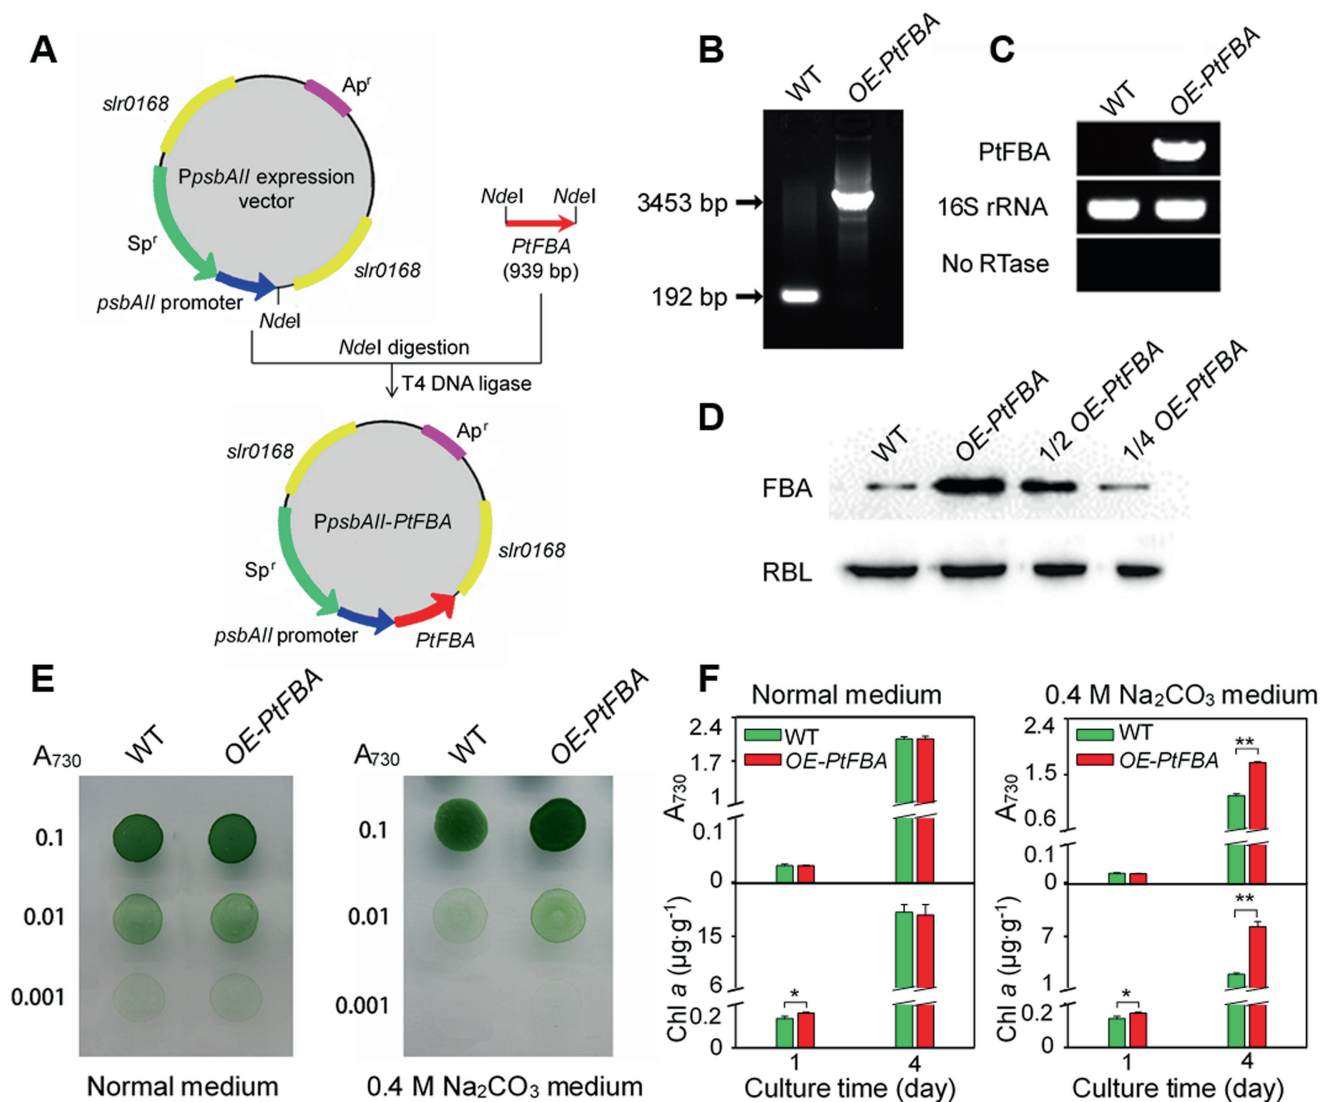 A
slr0168
Apr
PpsbAII expression
vector
Spr
slr0168
psbAII promoter
NdeI
NdeI
NdeI
PtFBA
(939 bp)
NdeI digestion
T4 DNA ligase
slr0168
Apr
PpsbAII-PtFBA
Spr
slr0168
psbAII promoter
PtFBA
B
WT
OE-PtFBA
3453 bp
192 bp
C
WT
OE-PtFBA
PtFBA
16S rRNA
No RTase
D
WT
OE-PtFBA
1/2 OE-PtFBA
1/4 OE-PtFBA
FBA
RBL
E
A730
WT
OE-PtFBA
0.1
0.01
0.001
Normal medium
A730
WT
OE-PtFBA
0.1
0.01
0.001
0.4 M Na2CO3 medium
F
Normal medium
2.4
1.7
1
0.1
0
A730
WT
OE-PtFBA
15
6
0.2
0
Chl a (μg·g-1)
*
1
4
Culture time (day)
0.4 M Na2CO3 medium
2.4
1.5
0.6
0.1
0
A730
WT
OE-PtFBA
**
7
1
0.2
0
Chl a (μg·g-1)
*
**
1
4
Culture time (day)